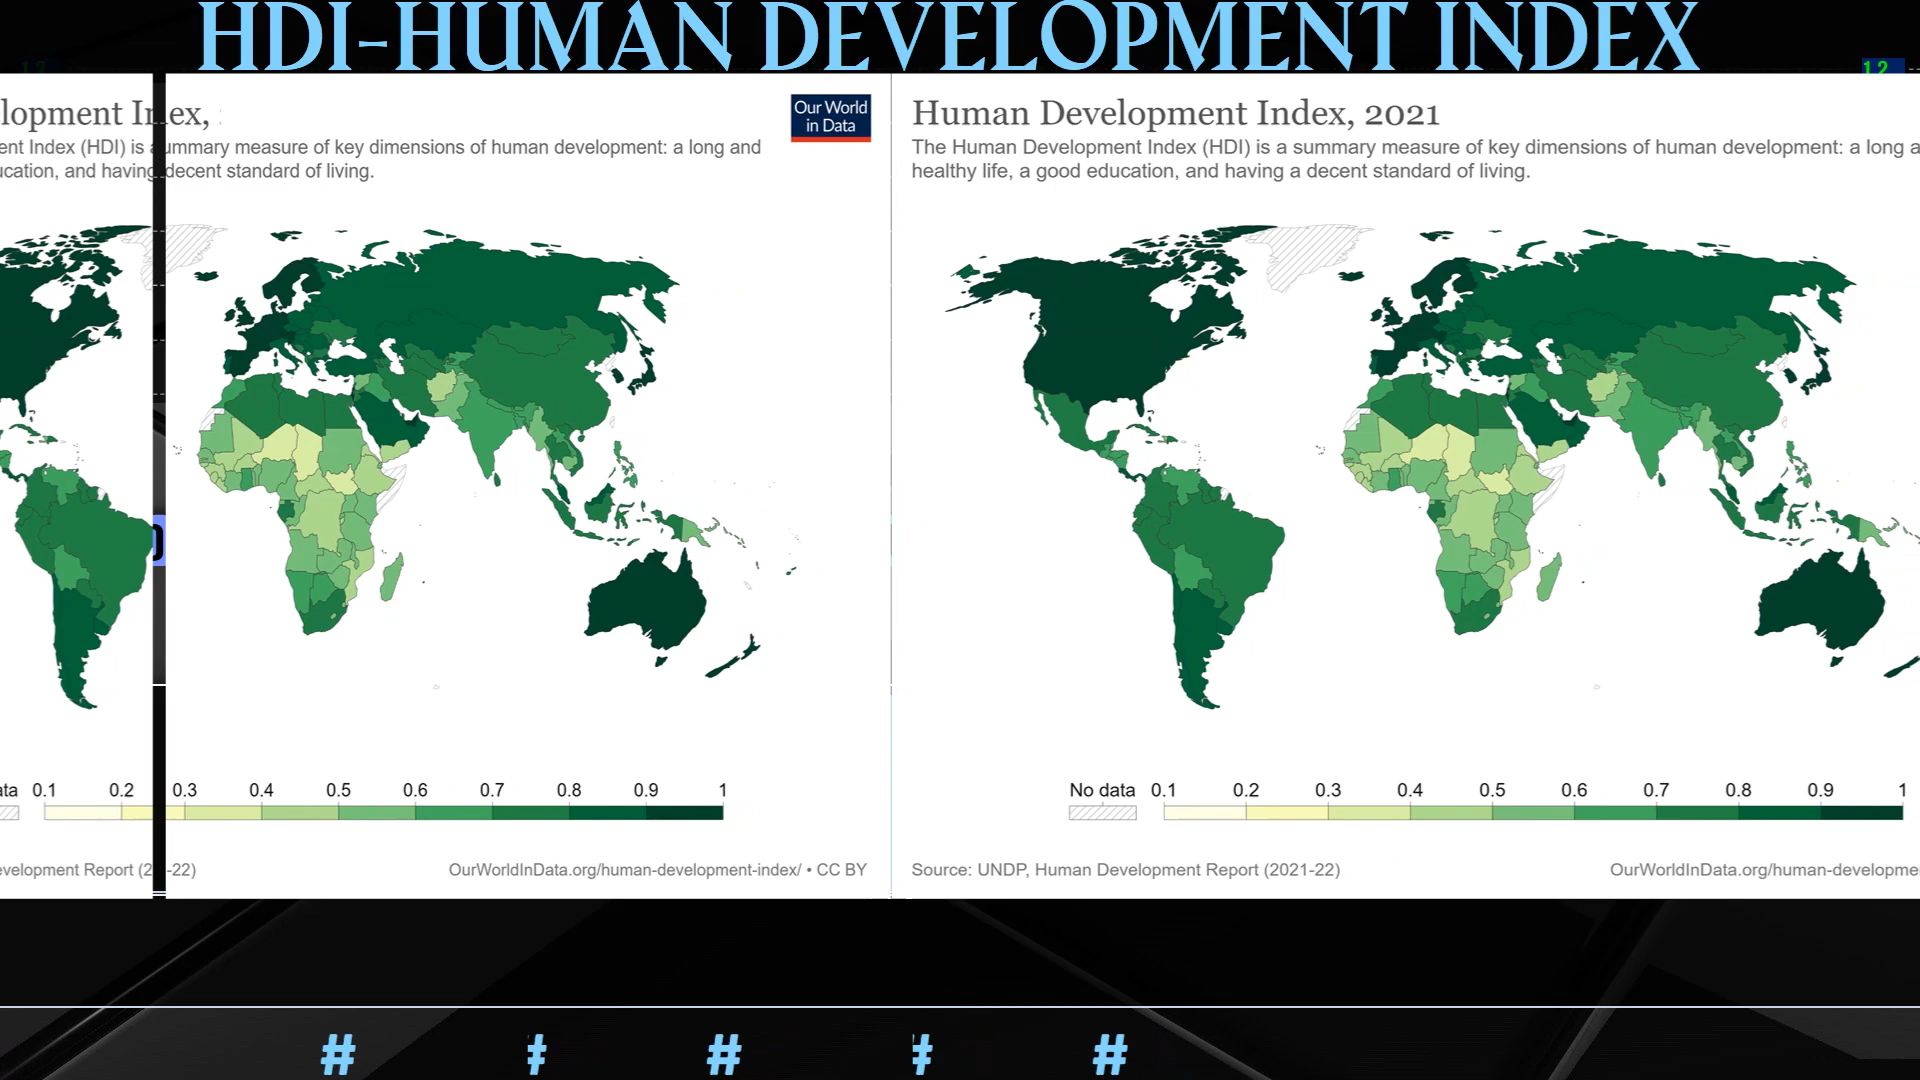 HDI-HUMAN DEVELOPMENT INDEX
12
lopment In ex,
ent Index (HDI) is a summary measure of key dimensions of human development: a long and
ucation, and having decent standard of living.
Our World
in Data
Human Development Index, 2021
The Human Development Index (HDI) is a summary measure of key dimensions of human development: a long a
healthy life, a good education, and having a decent standard of living.
ata 0.1 0.2 0.3 0.4 0.5 0.6 0.7 0.8 0.9 1
No data 0.1 0.2 0.3 0.4 0.5 0.6 0.7 0.8 0.9 1
evelopment Report (2 -22)
OurWorldInData.org/human-development-index/ • CC BY
Source: UNDP, Human Development Report (2021-22)
OurWorldInData.org/human-developme
# # # # #